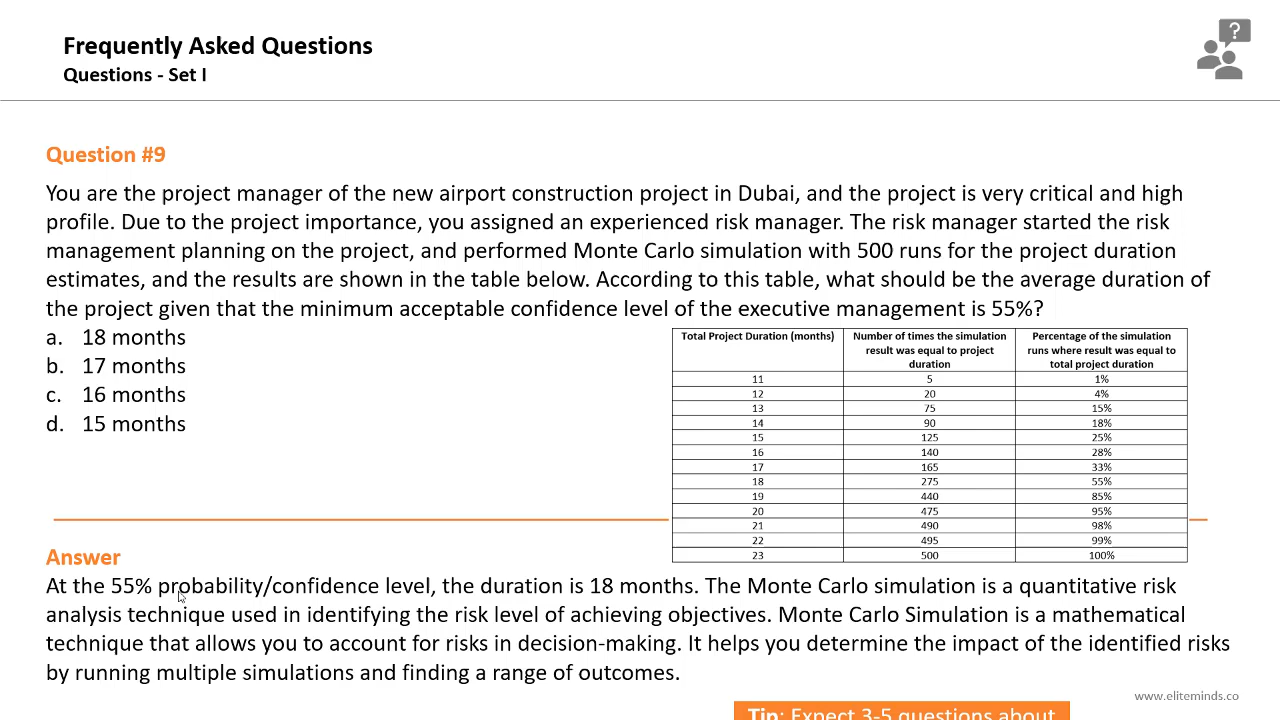 Frequently Asked Questions
Questions - Set I
?
Question #9
You are the project manager of the new airport construction project in Dubai, and the project is very critical and high
profile. Due to the project importance, you assigned an experienced risk manager. The risk manager started the risk
management planning on the project, and performed Monte Carlo simulation with 500 runs for the project duration
estimates, and the results are shown in the table below. According to this table, what should be the average duration of
the project given that the minimum acceptable confidence level of the executive management is 55%?
a. 18 months
b. 17 months
c. 16 months
d. 15 months
Total Project Duration (months) Number of times the simulation Percentage of the simulation
result was equal to project runs where result was equal to
duration total project duration
11 5 1%
12 20 4%
13 75 15%
14 90 18%
15 125 25%
16 140 28%
17 165 33%
18 275 55%
19 440 85%
20 475 95%
21 490 98%
22 495 99%
23 500 100%
Answer
At the 55% probability/confidence level, the duration is 18 months. The Monte Carlo simulation is a quantitative risk
analysis technique used in identifying the risk level of achieving objectives. Monte Carlo Simulation is a mathematical
technique that allows you to account for risks in decision-making. It helps you determine the impact of the identified risks
by running multiple simulations and finding a range of outcomes.
www.eliteminds.co
Tip: Expect 3-5 questions about